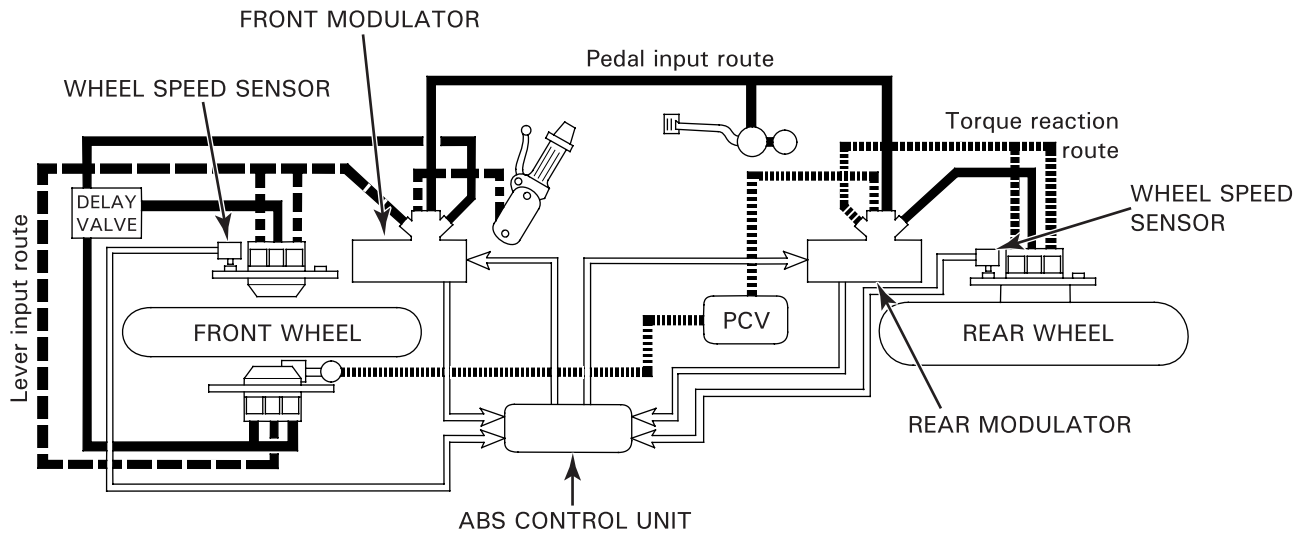 FRONT MODULATOR
Pedal input route
WHEEL SPEED SENSOR
Torque reaction
route
WHEEL SPEED
SENSOR
DELAY
VALVE
Lever input route
FRONT WHEEL
PCV
REAR WHEEL
REAR MODULATOR
ABS CONTROL UNIT